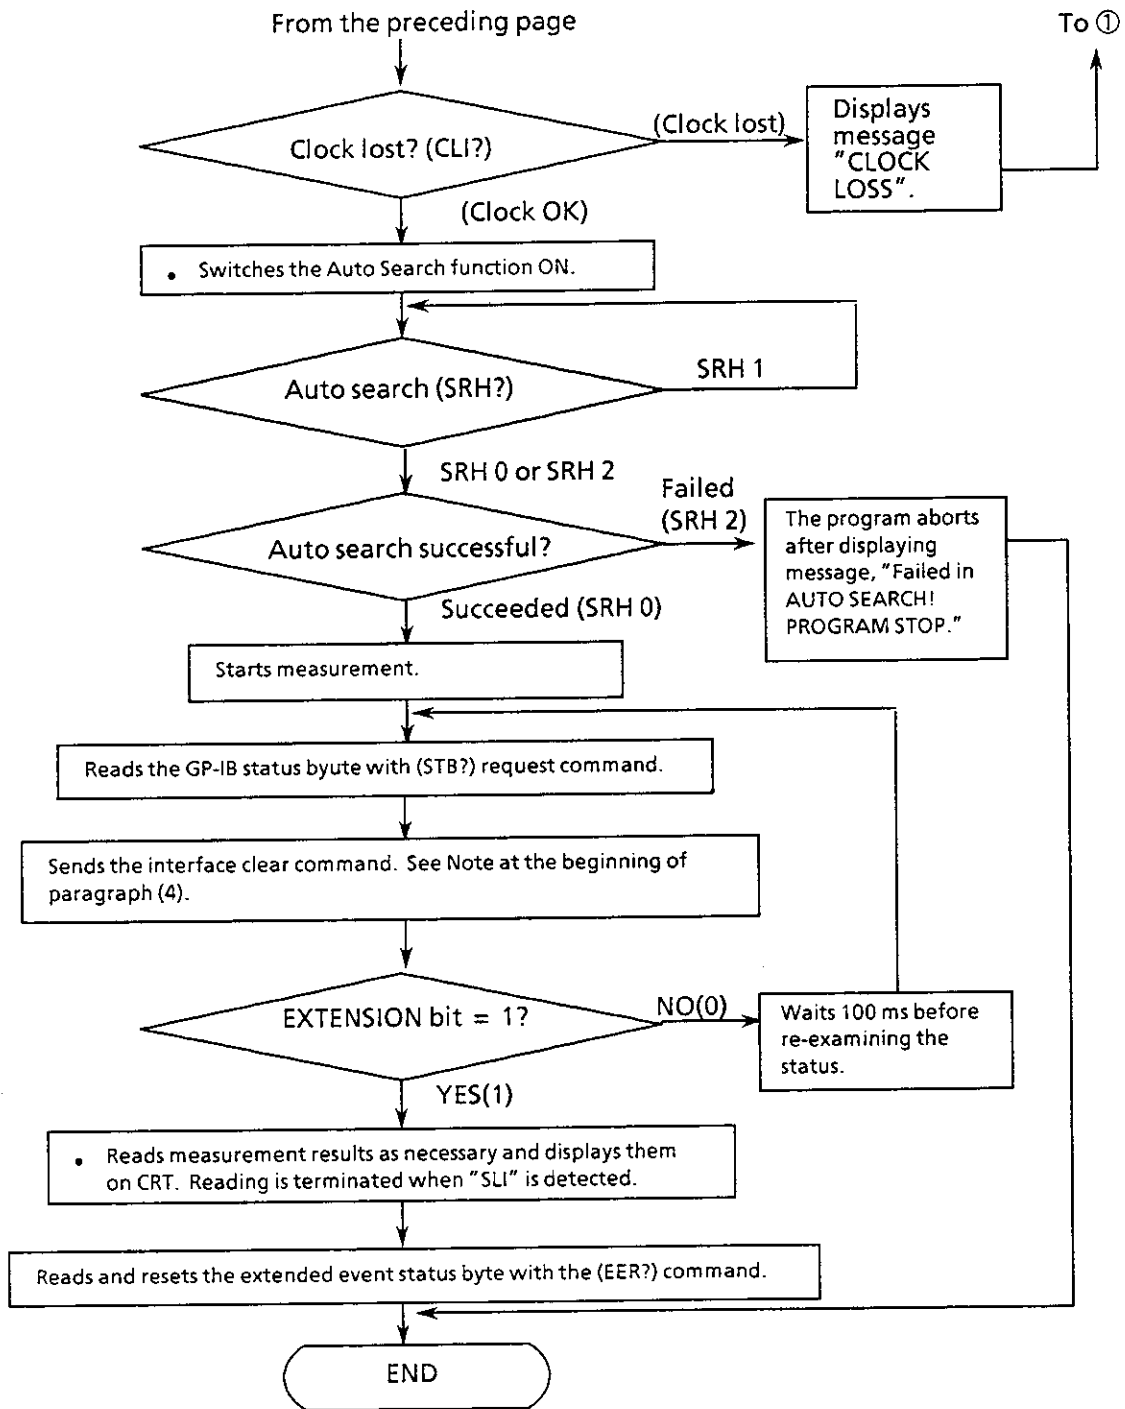 From the preceding page
To ①
Clock lost? (CLI?)
(Clock lost)
Displays
message
"CLOCK
LOSS".
(Clock OK)
• Switches the Auto Search function ON.
Auto search (SRH?)
SRH 1
SRH 0 or SRH 2
Auto search successful?
Failed
(SRH 2)
The program aborts
after displaying
message, "Failed in
AUTO SEARCH!
PROGRAM STOP."
Succeeded (SRH 0)
Starts measurement.
Reads the GP-IB status byute with (STB?) request command.
Sends the interface clear command. See Note at the beginning of
paragraph (4).
EXTENSION bit = 1?
NO(0)
Waits 100 ms before
re-examining the
status.
YES(1)
• Reads measurement results as necessary and displays them
on CRT. Reading is terminated when "SLI" is detected.
Reads and resets the extended event status byte with the (EER?) command.
END